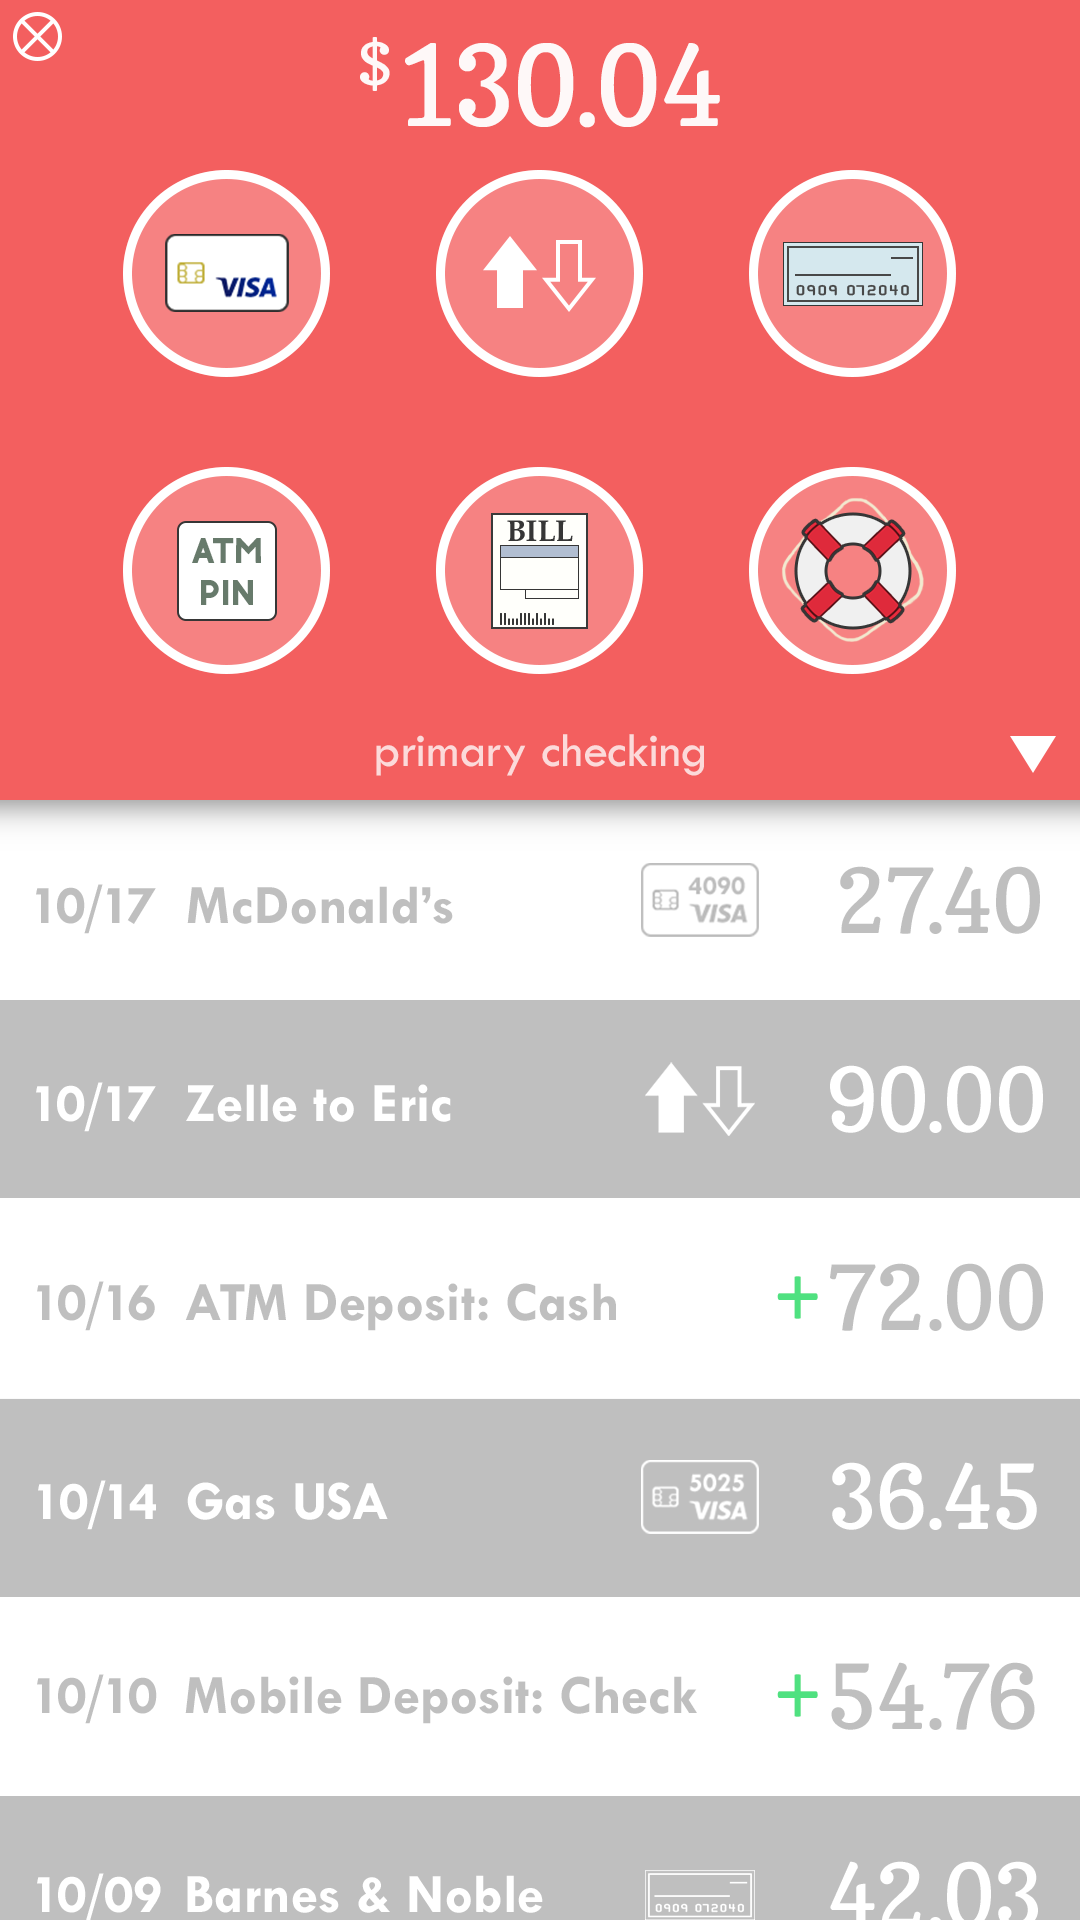 $130.04
VISA
0909 072040
ATM
PIN
BILL
primary checking
10/17 McDonald's 4090 VISA 27.40
10/17 Zelle to Eric 90.00
10/16 ATM Deposit: Cash +72.00
10/14 Gas USA 5025 VISA 36.45
10/10 Mobile Deposit: Check +54.76
10/09 Barnes & Noble 0909 072040 42.03